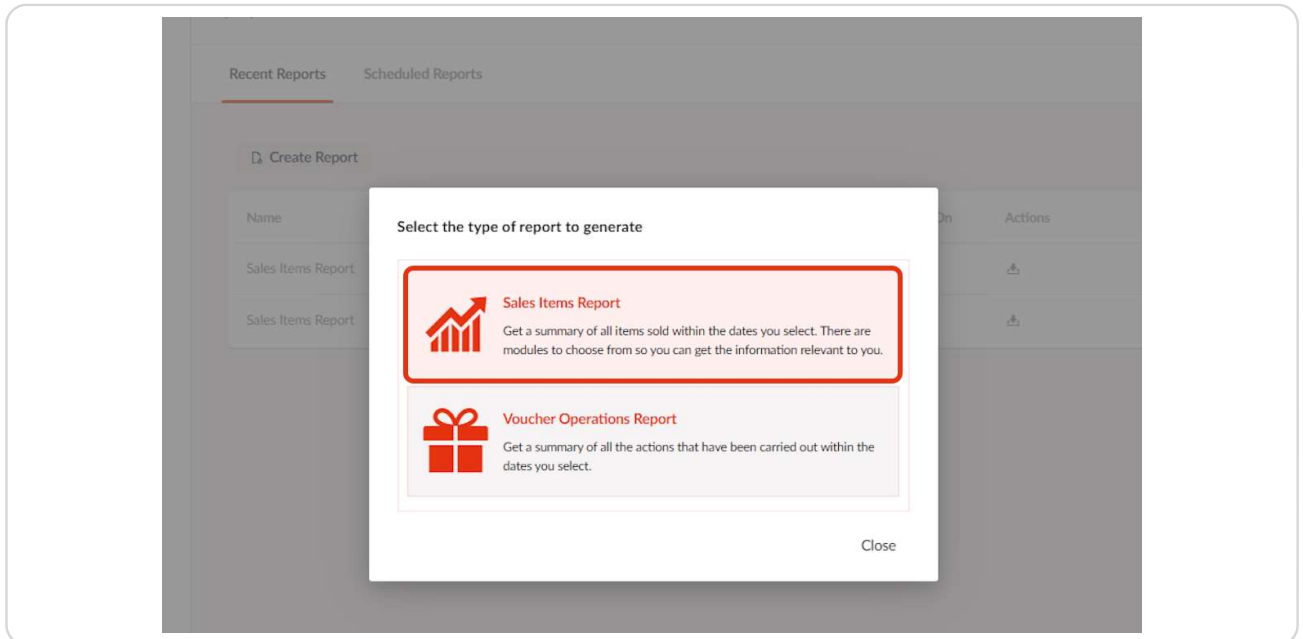 Recent Reports Scheduled Reports
Create Report
Name On Actions
Select the type of report to generate
Sales Items Report
Sales Items Report
Sales Items Report
Get a summary of all items sold within the dates you select. There are
modules to choose from so you can get the information relevant to you.
Voucher Operations Report
Get a summary of all the actions that have been carried out within the
dates you select.
Close